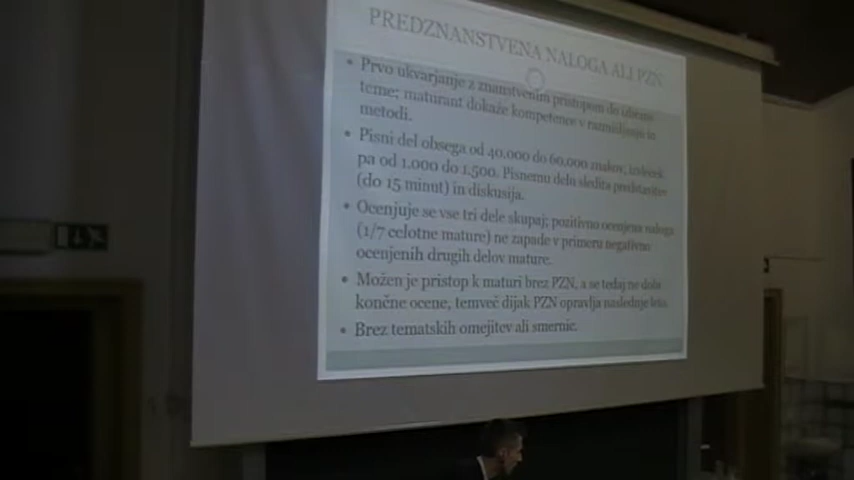 PREDZNANSTVENA NALOGA ALI PZN
• Prvo ukvarjanje z znanstvenim pristopom do izbrane
teme; maturant dokaže kompetence v razmišljanju in
metodi.
• Pisni del obsega od 40.000 do 60.000 znakov, izvleček
pa od 1.000 do 1.500. Pisnemu delu sledita predstavitev
(do 15 minut) in diskusija.
• Ocenjuje se vse tri dele skupaj; pozitivno ocenjena naloga
(1/7 celotne mature) ne zapade v primeru negativno
ocenjenih drugih delov mature.
• Možen je pristop k maturi brez PZN, a se tedaj ne dobi
končne ocene, temveč dijak PZN opravlja naslednje leto.
• Brez tematskih omejitev ali smernic.